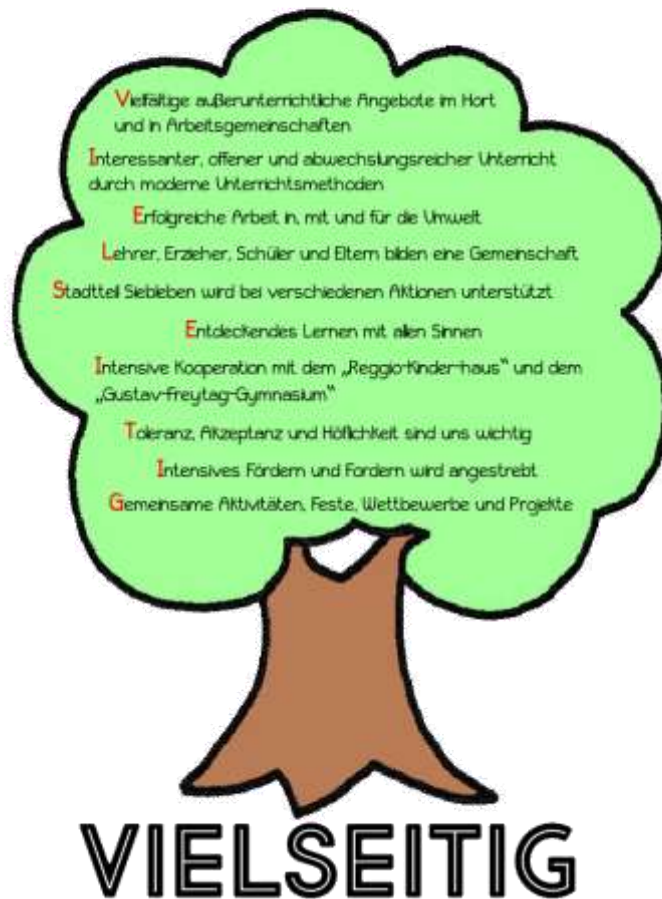 Vielfältige außerunterrichtliche Angebote im Hort
und in Arbeitsgemeinschaften
Interessanter, offener und abwechslungsreicher Unterricht
durch moderne Unterrichtsmethoden
Erfolgreiche Arbeit in, mit und für die Umwelt
Lehrer, Erzieher, Schüler und Eltern bilden eine Gemeinschaft
Stadtteil Siebleben wird bei verschiedenen Aktionen unterstützt
Entdeckendes Lernen mit allen Sinnen
Intensive Kooperation mit dem „Reggio-Kinder-haus“ und dem
„Gustav-Freytag-Gymnasium“
Toleranz, Akzeptanz und Höflichkeit sind uns wichtig
Intensives Fördern und Fordern wird angestrebt
Gemeinsame Aktivitäten, Feste, Wettbewerbe und Projekte
VIELSEITIG